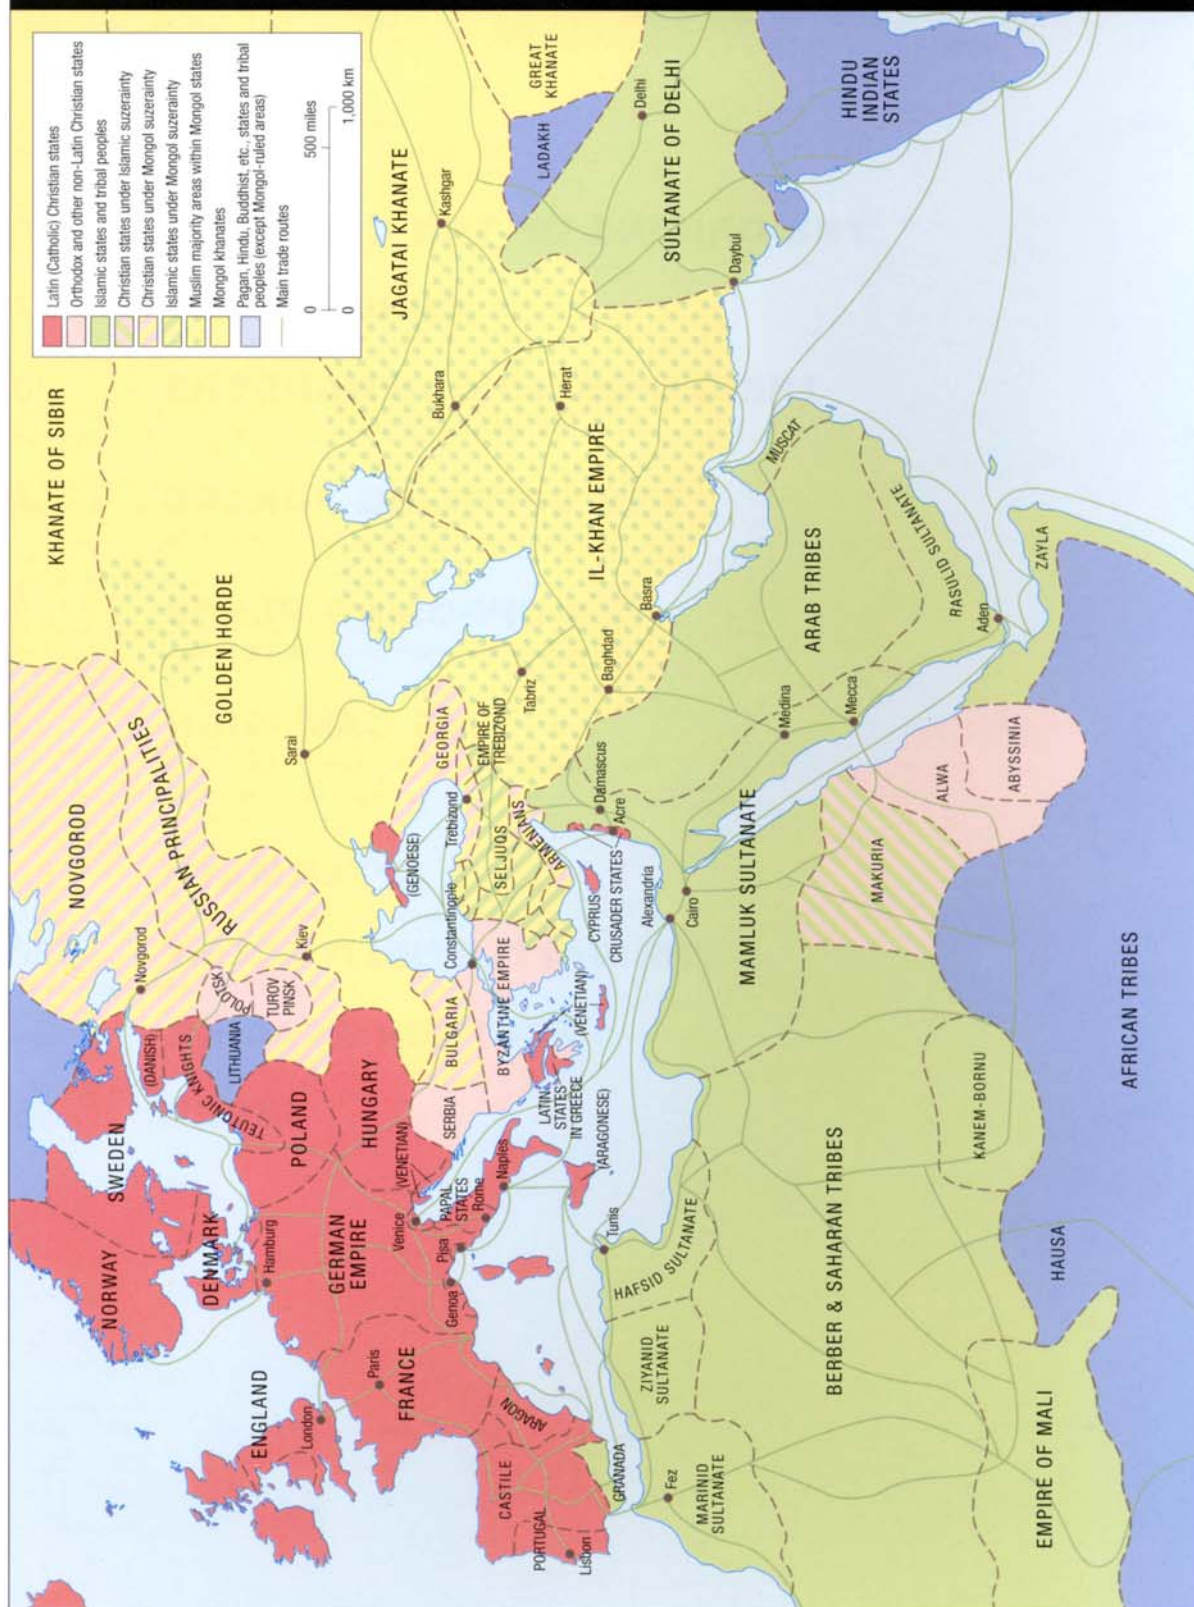 Latin (Catholic) Christian states
Orthodox and other non-Latin Christian states
Islamic states and tribal peoples
Christian states under Islamic suzerainty
Christian states under Mongol suzerainty
Islamic states under Mongol suzerainty
Muslim majority areas within Mongol states
Mongol khanates
Pagan, Hindu, Buddhist, etc., states and tribal
peoples (except Mongol-ruled areas)
Main trade routes
0
500 miles
0
1,000 km
NORWAY
SWEDEN
NOVGOROD
KHANATE OF SIBIR
DENMARK
(DANISH)
TEUTONIC KNIGHTS
Novgorod
RUSSIAN PRINCIPALITIES
POLOTSK
TUROV
PINSK
LITHUANIA
GOLDEN HORDE
ENGLAND
London
Hamburg
POLAND
Kiev
Sarai
GERMAN
EMPIRE
HUNGARY
JAGATAI KHANATE
Kashgar
GREAT
KHANATE
LADAKH
Paris
FRANCE
Venice
(VENETIAN)
Genoa
Pisa
PAPAL
STATES
Rome
Naples
SERBIA
BULGARIA
BYZANTINE EMPIRE
Constantinople
(GENOESE)
Trebizond
GEORGIA
EMPIRE OF
TREBIZOND
Tabriz
Bukhara
Herat
(SELJUQS
ARMENIANS
IL-KHAN EMPIRE
Baghdad
Basra
Delhi
SULTANATE OF DELHI
Daybul
HINDU
INDIAN
STATES
PORTUGAL
Lisbon
CASTILE
ARAGON
GRANADA
LATIN
STATES
IN GREECE
(ARAGONESE)
(VENETIAN)
CYPRUS
CRUSADER STATES
Acre
Damascus
Fez
MARINID
SULTANATE
ZIYANID
SULTANATE
HAFSID SULTANATE
Tunis
Alexandria
Cairo
MAMLUK SULTANATE
Medina
Mecca
ARAB TRIBES
MUSCAT
RASULID SULTANATE
Aden
ZAYLA
BERBER & SAHARAN TRIBES
MAKURIA
ALWA
ABYSSINIA
KANEM-BORNU
EMPIRE OF MALI
HAUSA
AFRICAN TRIBES